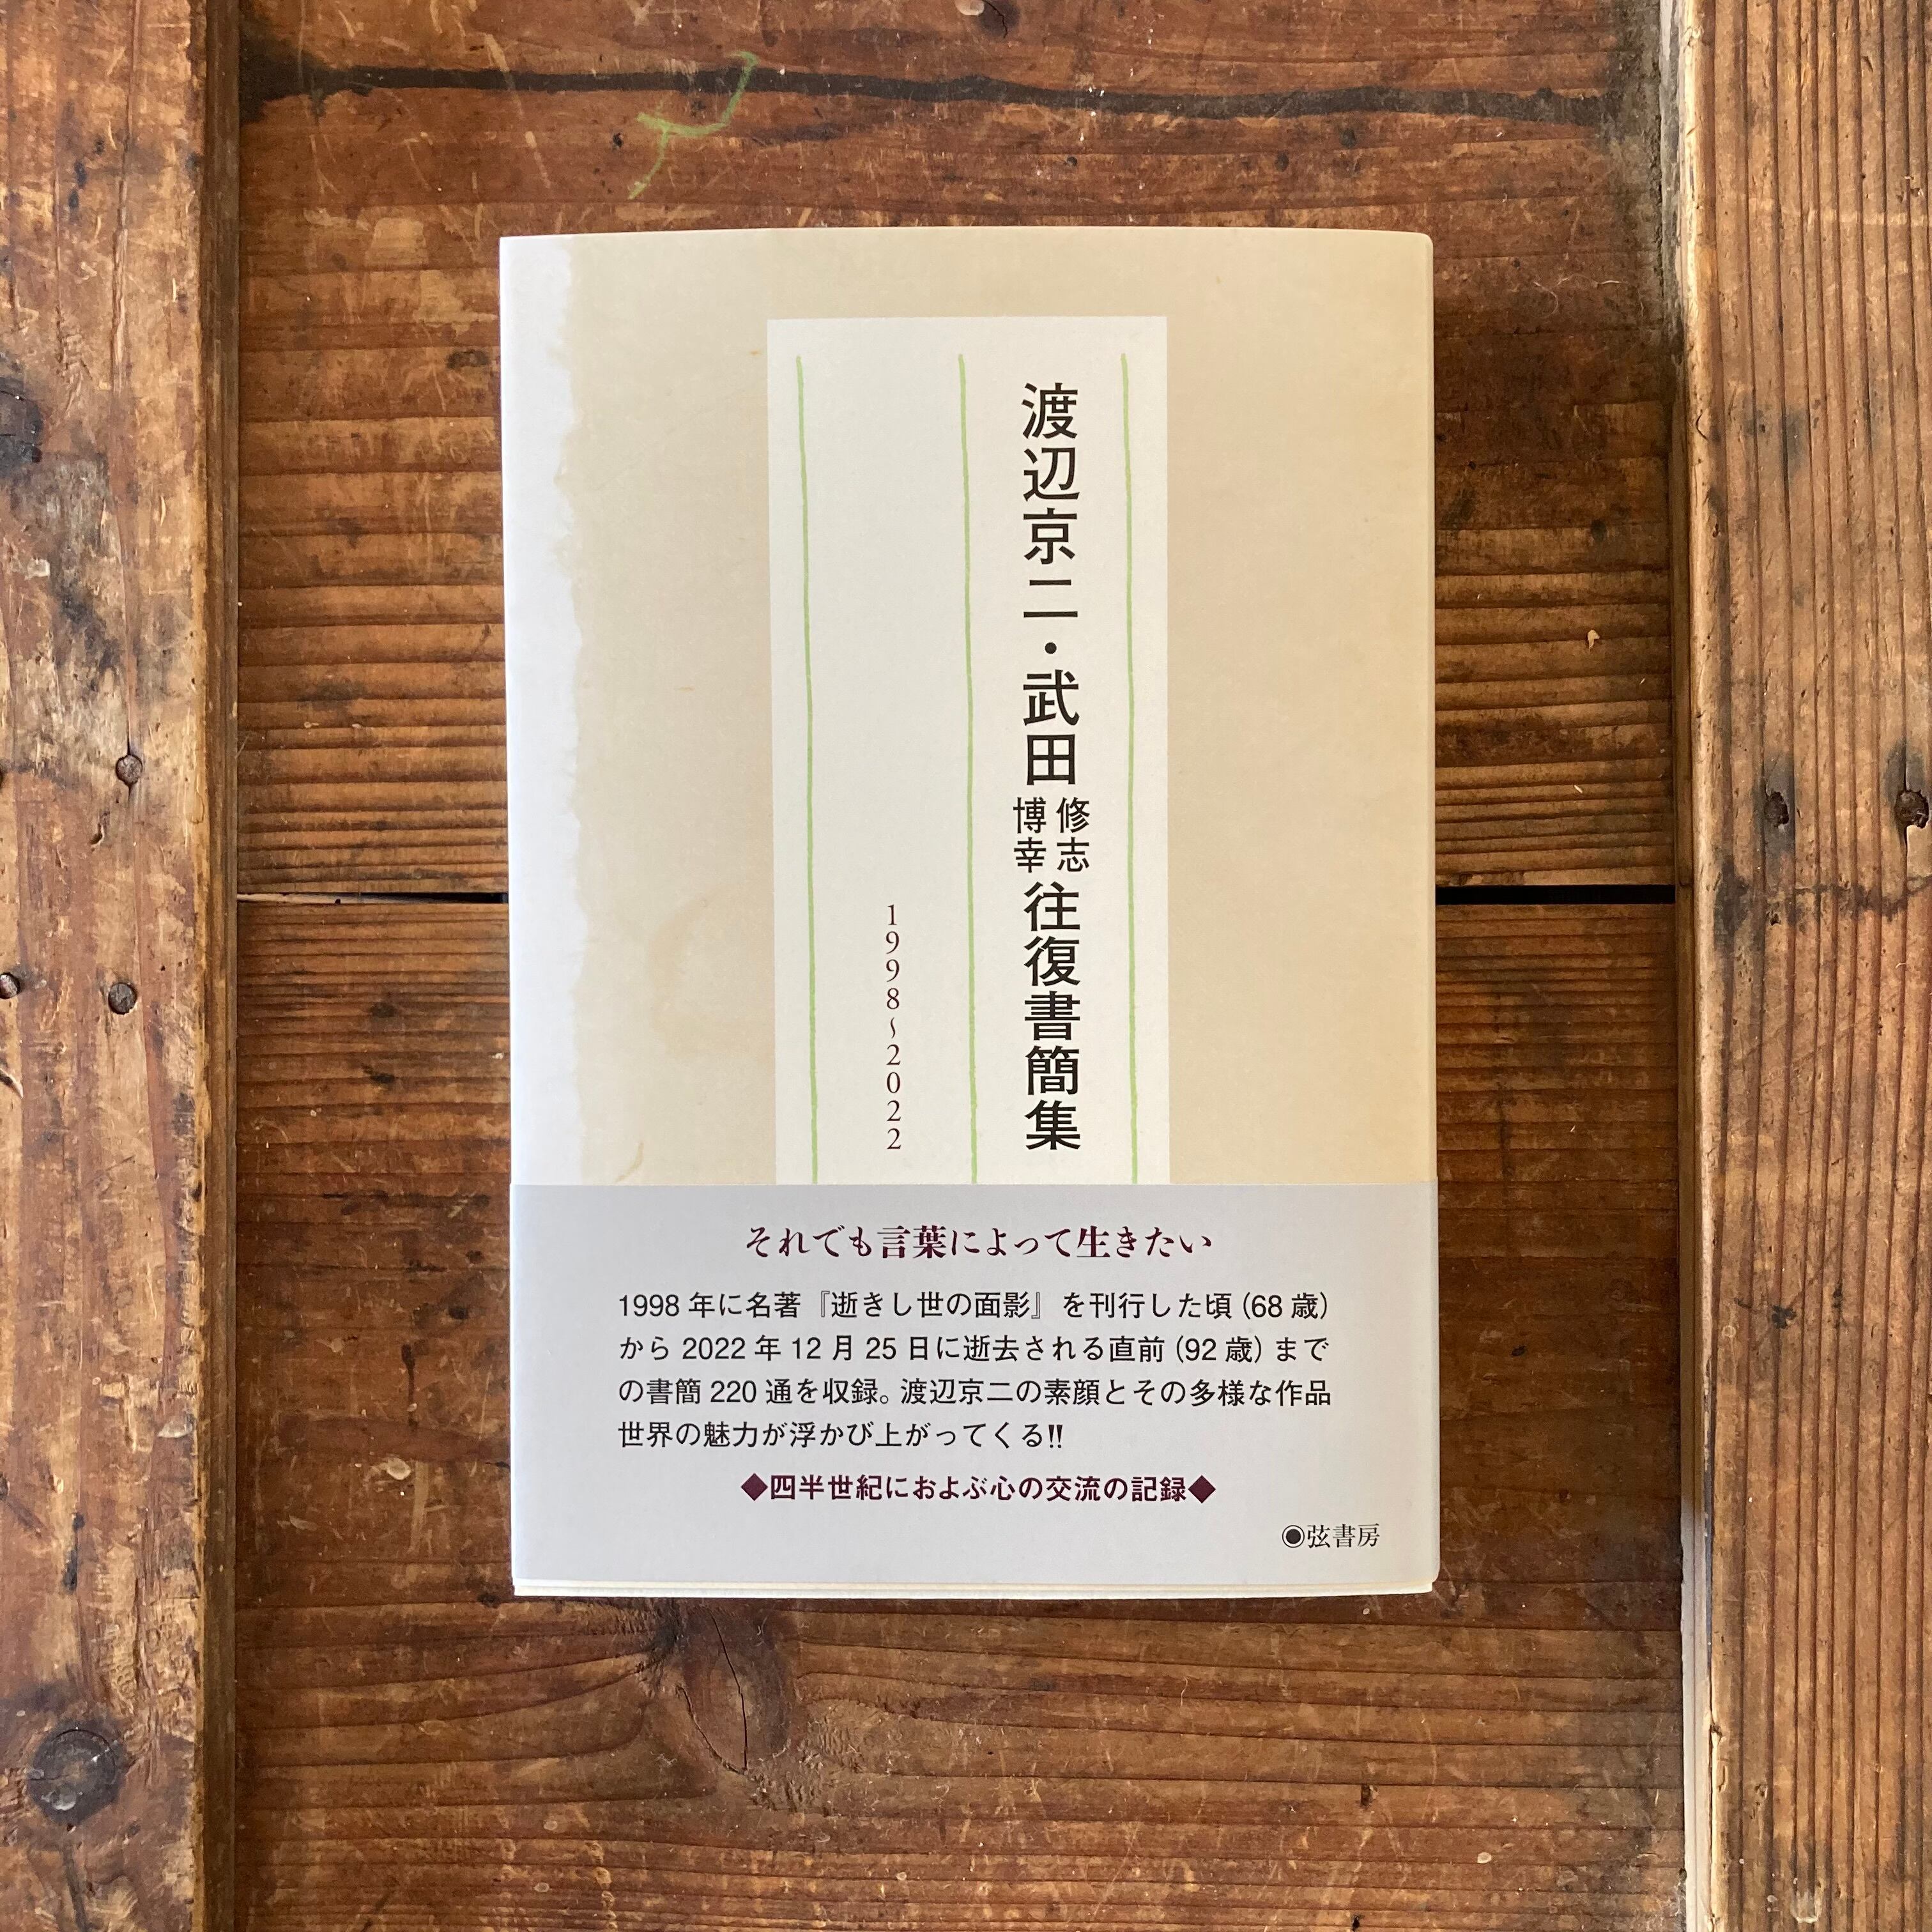 渡辺京二・武田修志博幸往復書簡集
1998~2022
それでも言葉によって生きたい
1998年に名著『逝きし世の面影』を刊行した頃(68歳)
から2022年12月25日に逝去される直前(92歳)まで
の書簡220通を収録。渡辺京二の素顔とその多様な作品
世界の魅力が浮かび上がってくる!!
◆四半世紀におよぶ心の交流の記録◆
◉弦書房